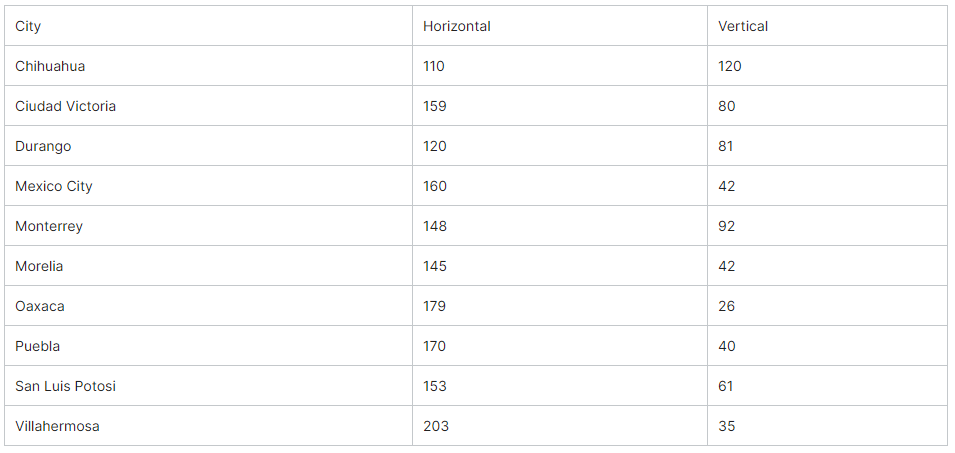 City Horizontal Vertical
Chihuahua 110 120
Ciudad Victoria 159 80
Durango 120 81
Mexico City 160 42
Monterrey 148 92
Morelia 145 42
Oaxaca 179 26
Puebla 170 40
San Luis Potosi 153 61
Villahermosa 203 35